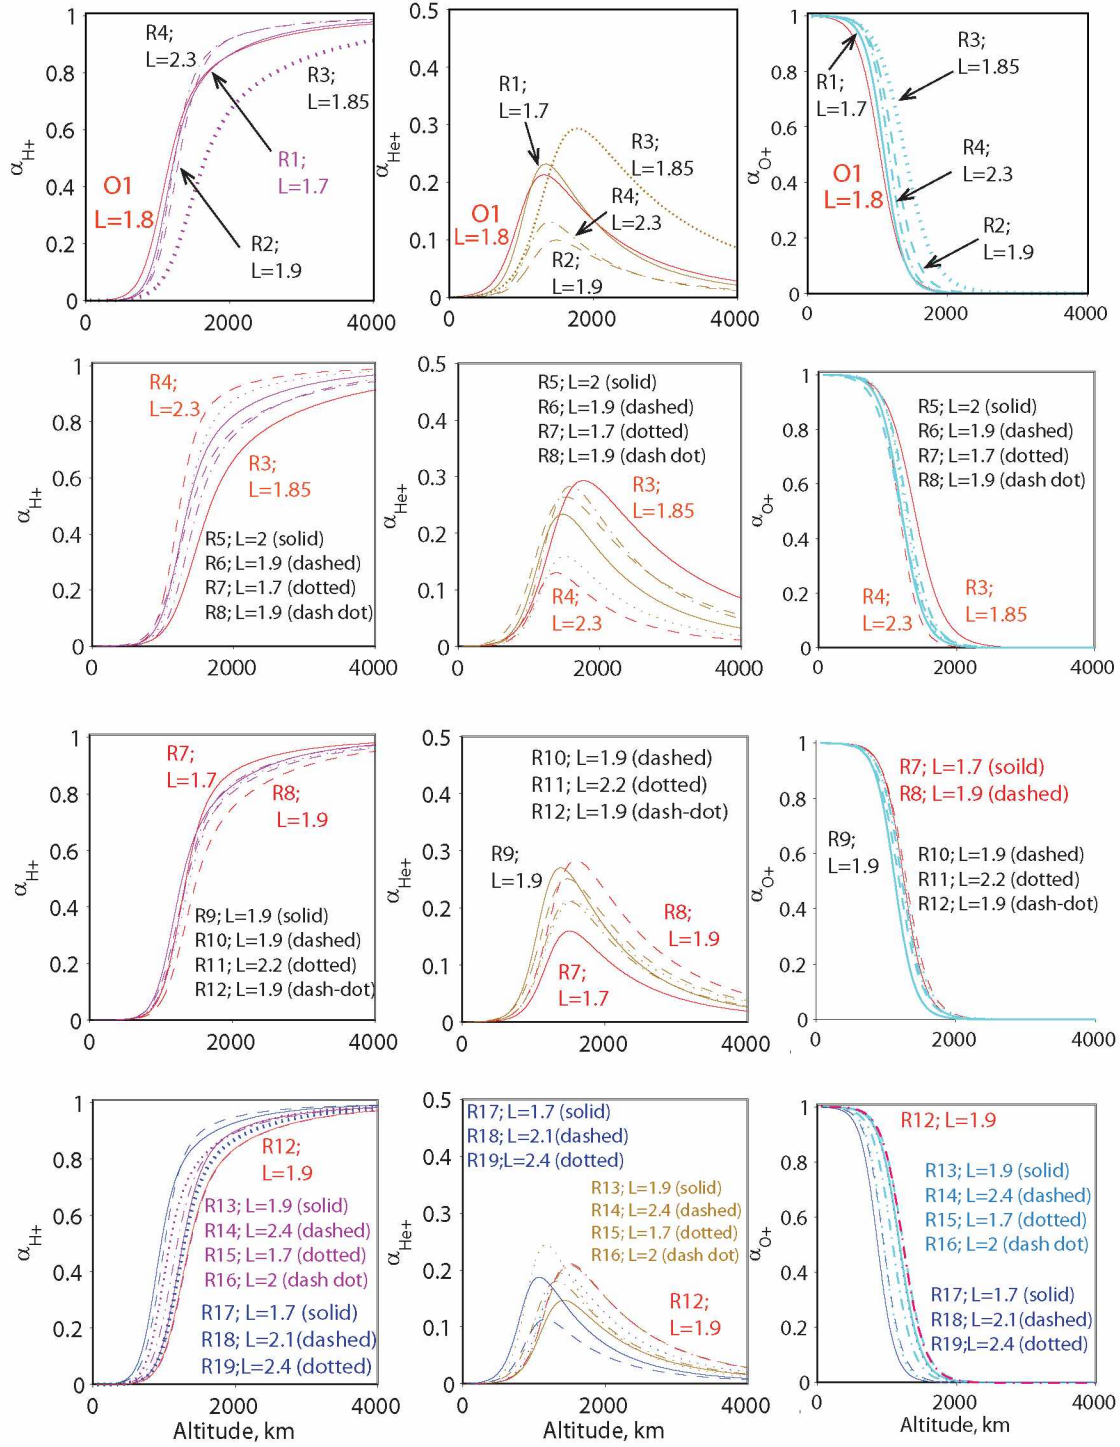 1
0.8
0.6
0.4
0.2
0
αH+
R4;
L=2.3
R3;
L=1.85
R1;
L=1.7
O1
L=1.8
R2;
L=1.9
0 2000 4000
0.5
0.4
0.3
0.2
0.1
0
αHe+
R1;
L=1.7
R3;
L=1.85
R4;
L=2.3
O1
L=1.8
R2;
L=1.9
0 2000 4000
1
0.8
0.6
0.4
0.2
0
αO+
R3;
L=1.85
R1;
L=1.7
R4;
L=2.3
O1
L=1.8
R2;
L=1.9
0 2000 4000
1
0.8
0.6
0.4
0.2
0
αH+
R4;
L=2.3
R3;
L=1.85
R5; L=2 (solid)
R6; L=1.9 (dashed)
R7; L=1.7 (dotted)
R8; L=1.9 (dash dot)
0 2000 4000
0.5
0.4
0.3
0.2
0.1
0
αHe+
R5; L=2 (solid)
R6; L=1.9 (dashed)
R7; L=1.7 (dotted)
R8; L=1.9 (dash dot)
R3;
L=1.85
R4;
L=2.3
0 2000 4000
1
0.8
0.6
0.4
0.2
0
αO+
R5; L=2 (solid)
R6; L=1.9 (dashed)
R7; L=1.7 (dotted)
R8; L=1.9 (dash dot)
R4;
L=2.3
R3;
L=1.85
0 2000 4000
1
0.8
0.6
0.4
0.2
0
αH+
R7;
L=1.7
R8;
L=1.9
R9; L=1.9 (solid)
R10; L=1.9 (dashed)
R11; L=2.2 (dotted)
R12; L=1.9 (dash-dot)
0 2000 4000
0.5
0.4
0.3
0.2
0.1
0
αHe+
R10; L=1.9 (dashed)
R11; L=2.2 (dotted)
R12; L=1.9 (dash-dot)
R9;
L=1.9
R8;
L=1.9
R7;
L=1.7
0 2000 4000
1
0.8
0.6
0.4
0.2
0
αO+
R7; L=1.7 (soild)
R8; L=1.9 (dashed)
R9;
L=1.9
R10; L=1.9 (dashed)
R11; L=2.2 (dotted)
R12; L=1.9 (dash-dot)
0 2000 4000
1
0.8
0.6
0.4
0.2
0
αH+
R12;
L=1.9
R13; L=1.9 (solid)
R14; L=2.4 (dashed)
R15; L=1.7 (dotted)
R16; L=2 (dash dot)
R17; L=1.7 (solid)
R18; L=2.1(dashed)
R19;L=2.4 (dotted)
0 2000 4000
Altitude, km
0.5
0.4
0.3
0.2
0.1
0
αHe+
R17; L=1.7 (solid)
R18; L=2.1(dashed)
R19;L=2.4 (dotted)
R13; L=1.9 (solid)
R14; L=2.4 (dashed)
R15; L=1.7 (dotted)
R16; L=2 (dash dot)
R12;
L=1.9
0 2000 4000
Altitude, km
1
0.8
0.6
0.4
0.2
0
αO+
R12; L=1.9
R13; L=1.9 (solid)
R14; L=2.4 (dashed)
R15; L=1.7 (dotted)
R16; L=2 (dash dot)
R17; L=1.7 (solid)
R18; L=2.1 (dashed)
R19; L=2.4 (dotted)
0 2000 4000
Altitude, km